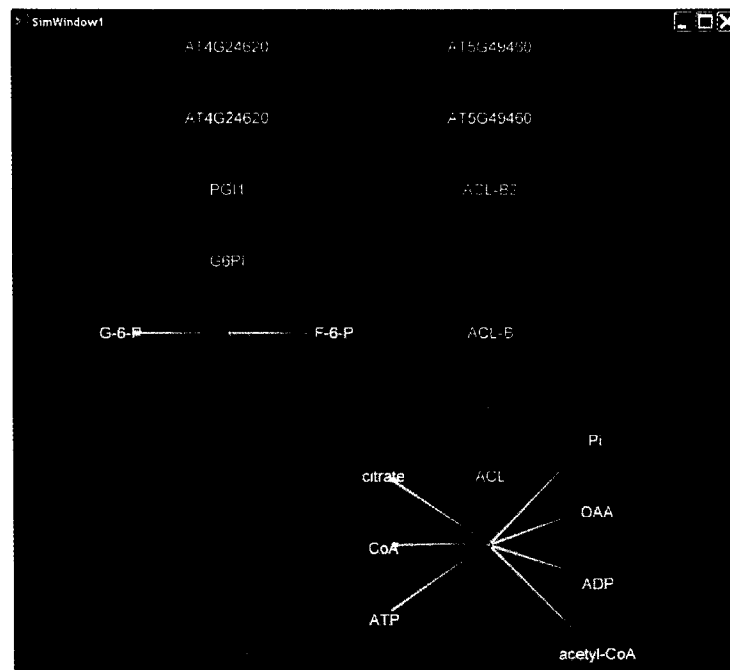 SimWindow1
AT4G24620 AT5G49460
AT4G24620 AT5G49460
PGI1 ACL-B2
G6PI
G-6-P F-6-P ACL-B
Pi
citrate ACL
OAA
CoA
ADP
ATP
acetyl-CoA